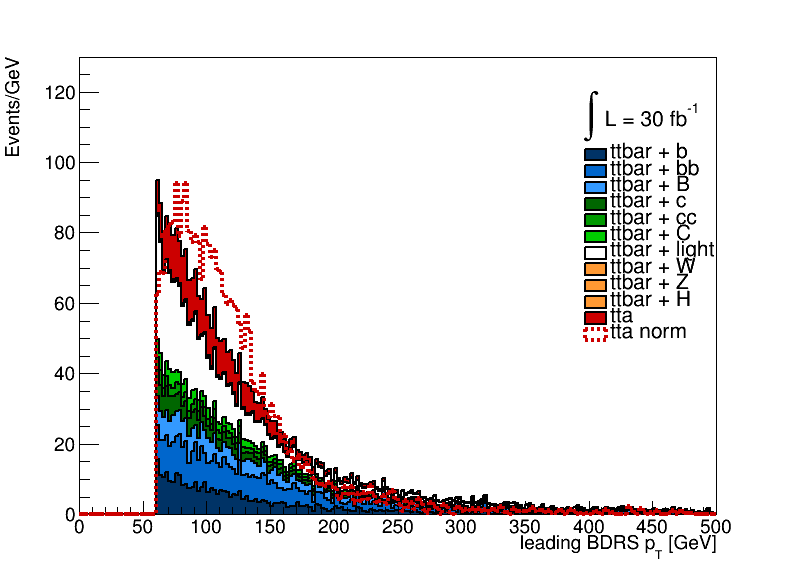 Events/GeV
120
100
80
60
40
20
0
∫ L = 30 fb⁻¹
ttbar + b
ttbar + bb
ttbar + B
ttbar + c
ttbar + cc
ttbar + C
ttbar + light
ttbar + W
ttbar + Z
ttbar + H
tta
tta norm
0 50 100 150 200 250 300 350 400 450 500
leading BDRS p_T [GeV]